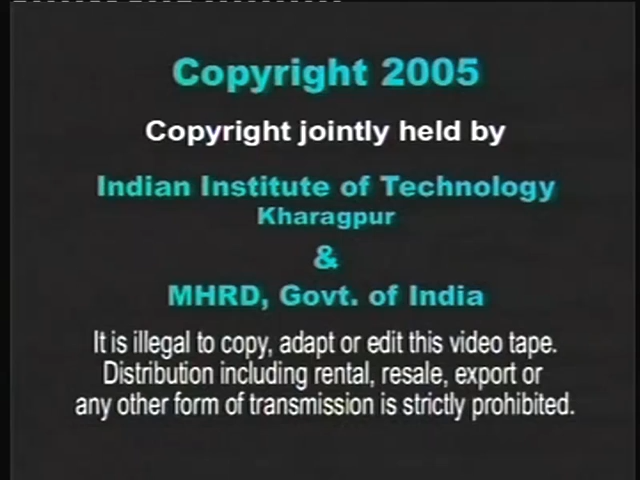 Copyright 2005
Copyright jointly held by
Indian Institute of Technology
Kharagpur
&
MHRD, Govt. of India
It is illegal to copy, adapt or edit this video tape.
Distribution including rental, resale, export or
any other form of transmission is strictly prohibited.